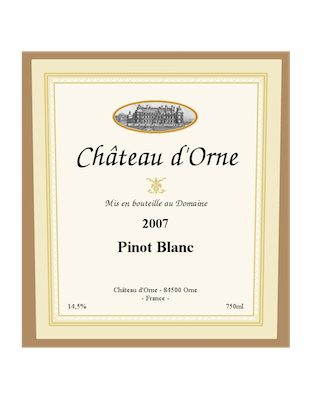 Château d'Orne
Mis en bouteille au Domaine
2007
Pinot Blanc
Château d'Orne - 84500 Orne
- France -
14,5% 750ml